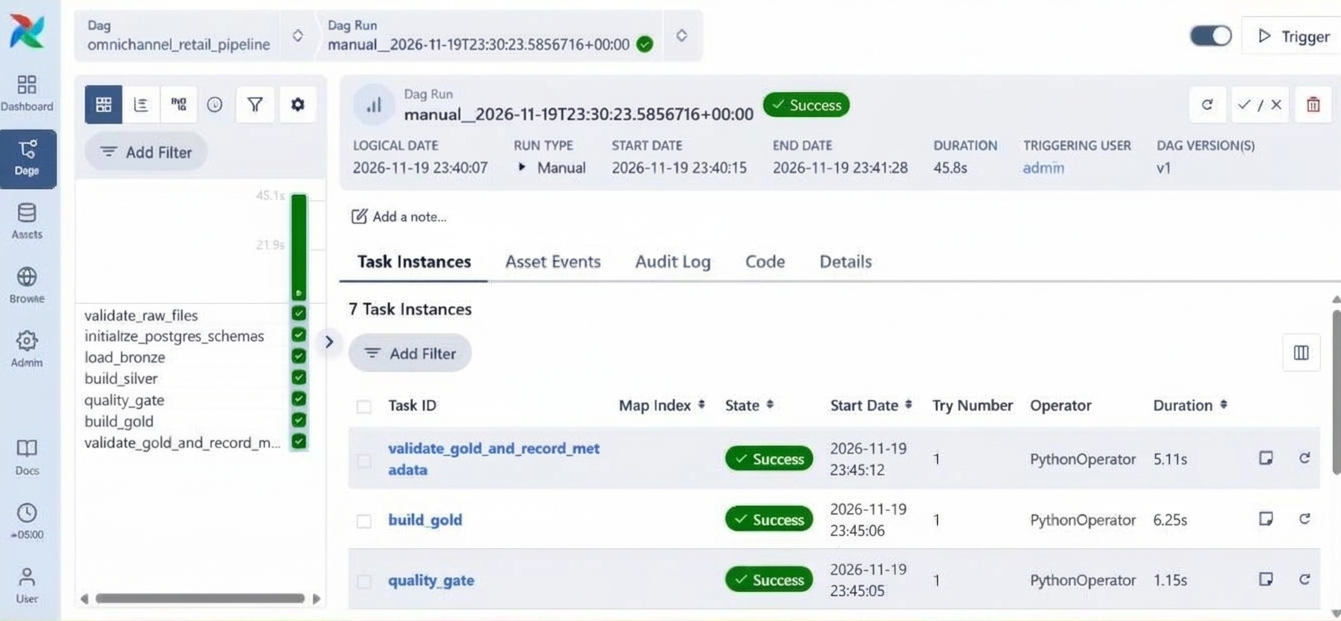 Dag
omnichannel_retail_pipeline
Dag Run
manual__2026-11-19T23:30:23.5856716+00:00
Trigger
Dashboard
Dogo
Assets
Browse
Admin
Docs
+05:00
User
Add Filter
45.1s
21.9s
validate_raw_files
initialize_postgres_schemas
load_bronze
build_silver
quality_gate
build_gold
validate_gold_and_record_m...
Dag Run
manual__2026-11-19T23:30:23.5856716+00:00 Success
✓ / ✕
LOGICAL DATE RUN TYPE START DATE END DATE DURATION TRIGGERING USER DAG VERSION(S)
2026-11-19 23:40:07 Manual 2026-11-19 23:40:15 2026-11-19 23:41:28 45.8s admin v1
Add a note...
Task Instances Asset Events Audit Log Code Details
7 Task Instances
Add Filter
Task ID Map Index State Start Date Try Number Operator Duration
validate_gold_and_record_met
adata
Success
2026-11-19
23:45:12
1 PythonOperator 5.11s
build_gold
Success
2026-11-19
23:45:06
1 PythonOperator 6.25s
quality_gate
Success
2026-11-19
23:45:05
1 PythonOperator 1.15s